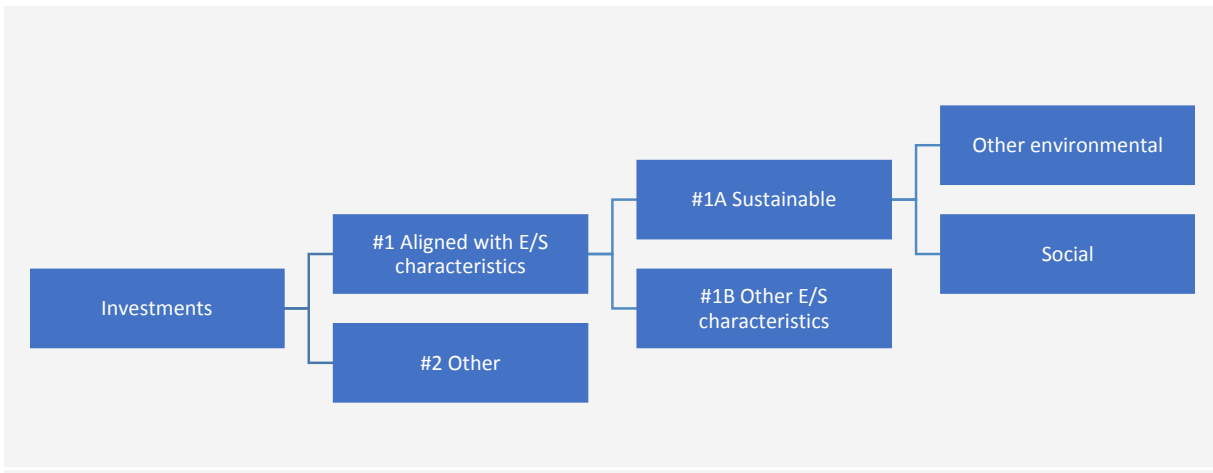 Investments
#1 Aligned with E/S
characteristics
#2 Other
#1A Sustainable
#1B Other E/S
characteristics
Other environmental
Social